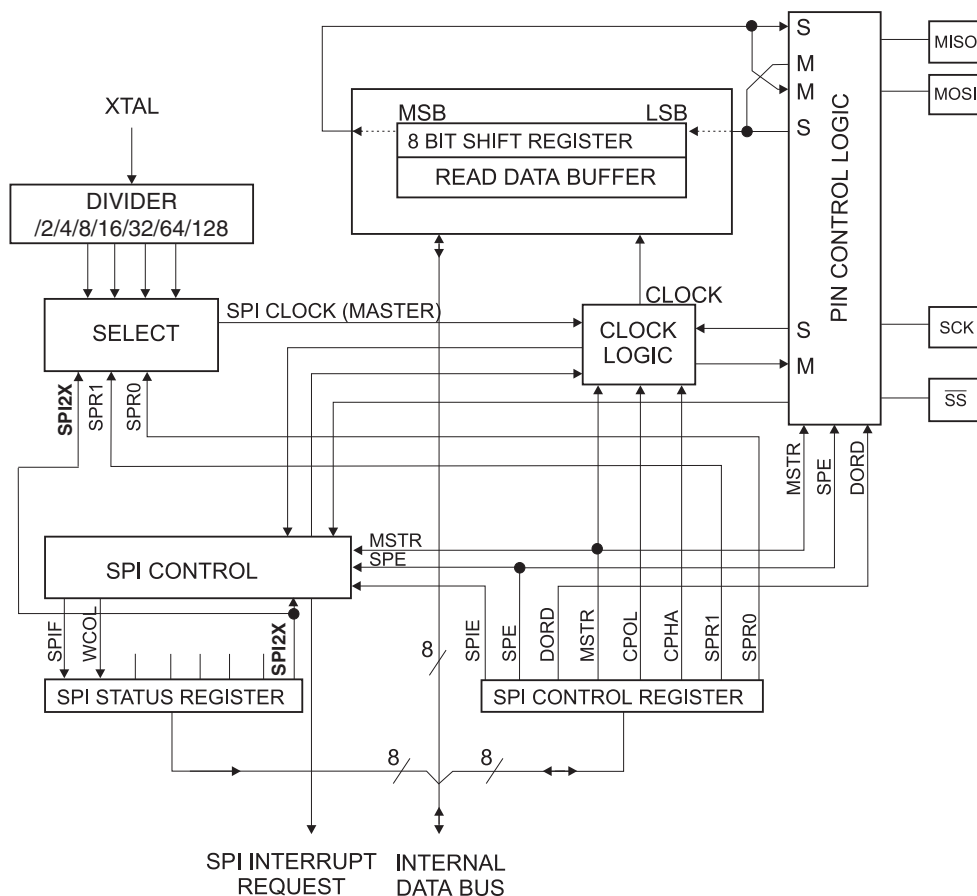 S
M
M
S
MISO
MOSI
XTAL
MSB
LSB
8 BIT SHIFT REGISTER
READ DATA BUFFER
DIVIDER
/2/4/8/16/32/64/128
PIN CONTROL LOGIC
SPI CLOCK (MASTER)
CLOCK
SELECT
CLOCK
LOGIC
S
M
SCK
SS
SPI2X
SPR1
SPR0
MSTR
SPE
DORD
SPI CONTROL
MSTR
SPE
SPIF
WCOL
SPI2X
SPIE
SPE
DORD
MSTR
CPOL
CPHA
SPR1
SPR0
8
SPI STATUS REGISTER
SPI CONTROL REGISTER
8
8
SPI INTERRUPT
REQUEST
INTERNAL
DATA BUS